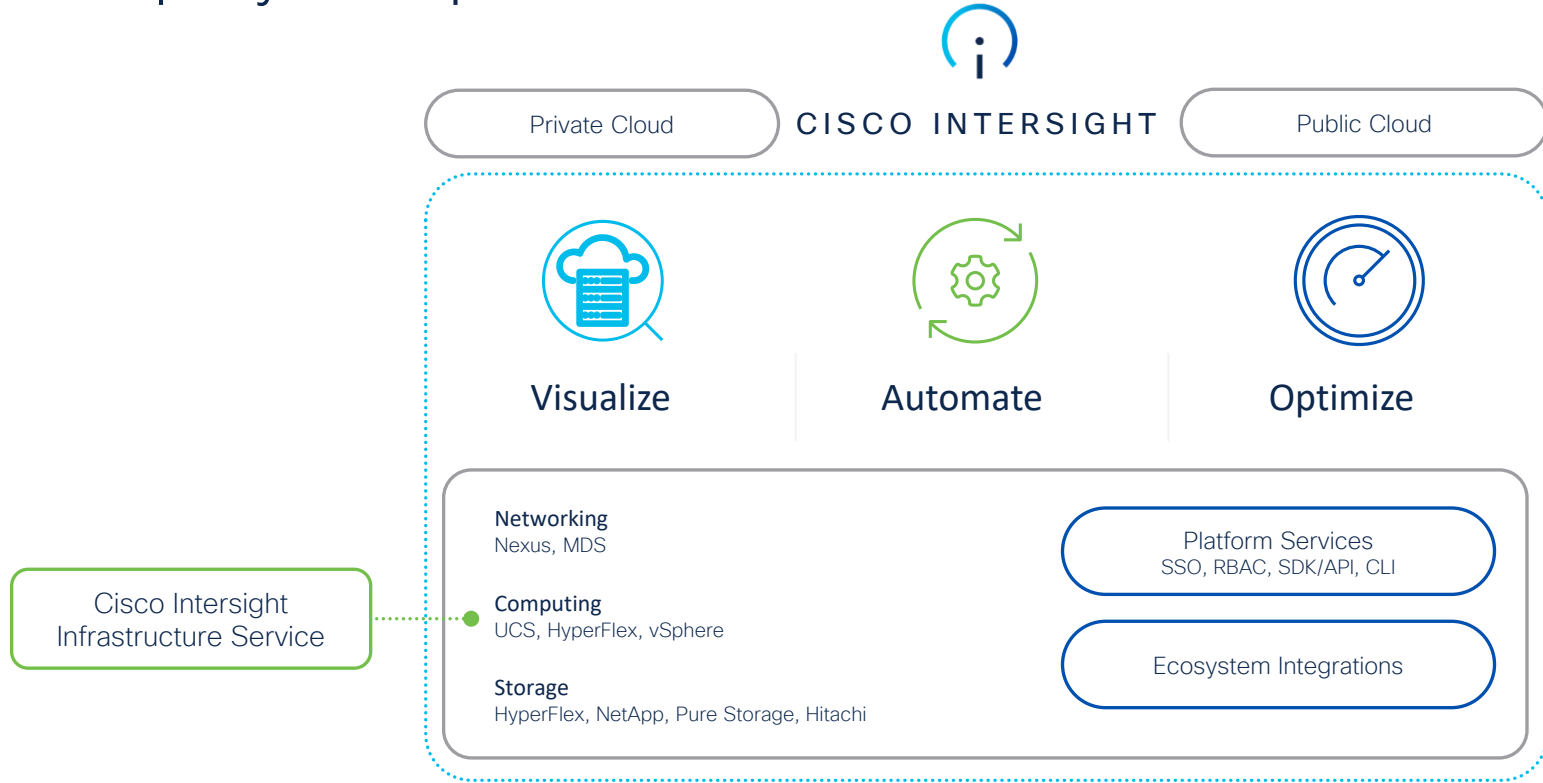 Private Cloud
CISCO INTERSIGHT
Public Cloud
Visualize
Automate
Optimize
Networking
Nexus, MDS
Computing
UCS, HyperFlex, vSphere
Storage
HyperFlex, NetApp, Pure Storage, Hitachi
Platform Services
SSO, RBAC, SDK/API, CLI
Ecosystem Integrations
Cisco Intersight
Infrastructure Service